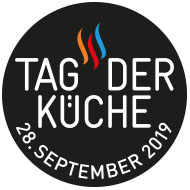 TAG DER
KÜCHE
28. SEPTEMBER 2019